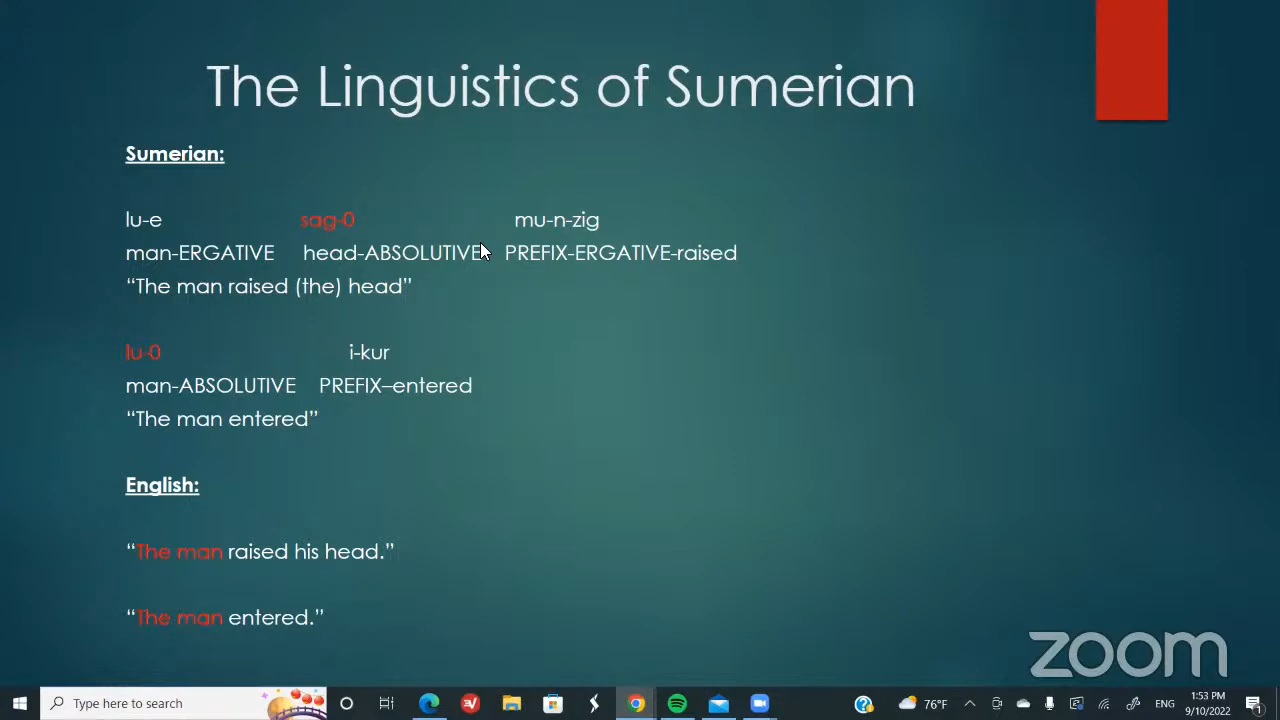 The Linguistics of Sumerian
Sumerian:
lu-e sag-0 mu-n-zig
man-ERGATIVE head-ABSOLUTIVE PREFIX-ERGATIVE-raised
“The man raised (the) head”
lu-0 i-kur
man-ABSOLUTIVE PREFIX–entered
“The man entered”
English:
“The man raised his head.”
“The man entered.”
zoom
Type here to search
76°F
ENG
1:53 PM
9/10/2022